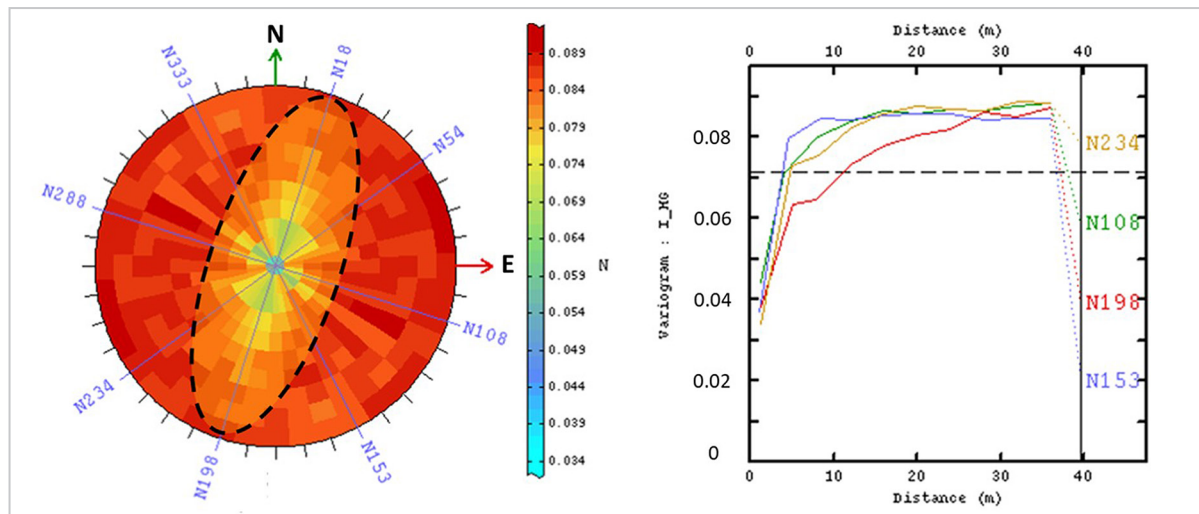 N
N18
N54
E
N108
N153
N198
N234
N288
N333
0.089
0.084
0.079
0.074
0.069
0.064
0.059
0.054
0.049
0.044
0.039
0.034
N
Distance (m)
0 10 20 30 40
Variogram : I_HG
0.08
0.06
0.04
0.02
0
N234
N108
N198
N153
0 10 20 30 40
Distance (m)